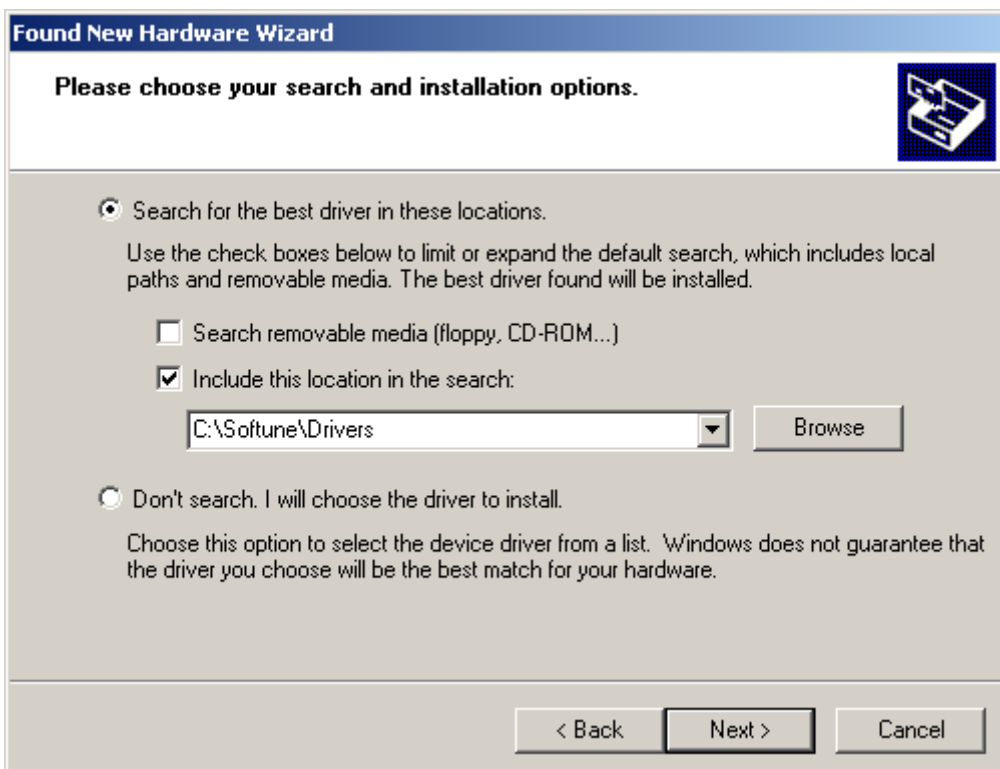 Found New Hardware Wizard
Please choose your search and installation options.
Search for the best driver in these locations.
Use the check boxes below to limit or expand the default search, which includes local
paths and removable media. The best driver found will be installed.
Search removable media (floppy, CD-ROM...)
Include this location in the search:
C:\Softune\Drivers
Browse
Don't search. I will choose the driver to install.
Choose this option to select the device driver from a list.  Windows does not guarantee that
the driver you choose will be the best match for your hardware.
< Back
Next >
Cancel